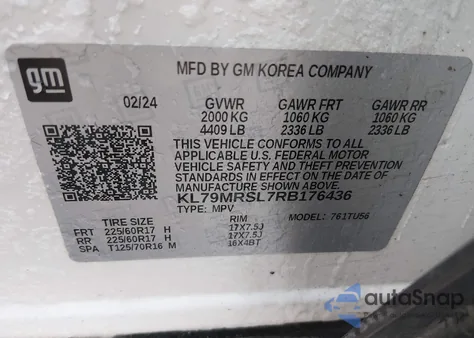 gm
MFD BY GM KOREA COMPANY
02/24 GVWR GAWR FRT GAWR RR
2000 KG 1060 KG 1060 KG
4409 LB 2336 LB 2336 LB
THIS VEHICLE CONFORMS TO ALL
APPLICABLE U.S. FEDERAL MOTOR
VEHICLE SAFETY AND THEFT PREVENTION
STANDARDS IN EFFECT ON THE DATE OF
MANUFACTURE SHOWN ABOVE.
KL79MRSL7RB176436
TYPE: MPV 761TU56
TIRE SIZE RIM
FRT 225/60R17 H 17X7.5J
RR 225/60R17 H 17X7.5J
SPA T125/70R16 M 16X4BT
autoSnap